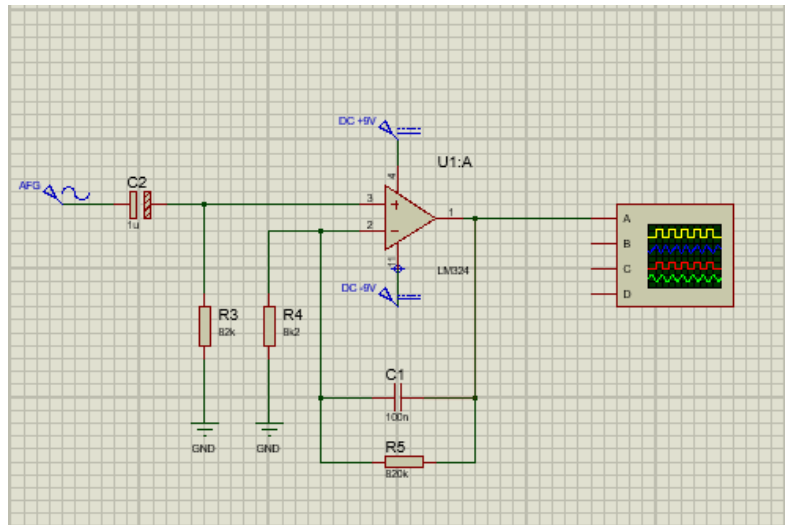 DC +9V
U1:A
4
AFG
C2
1u
3
2
1
A
B
C
D
11
LM324
DC -9V
R3
82k
R4
8k2
C1
100n
GND
GND
R5
820k